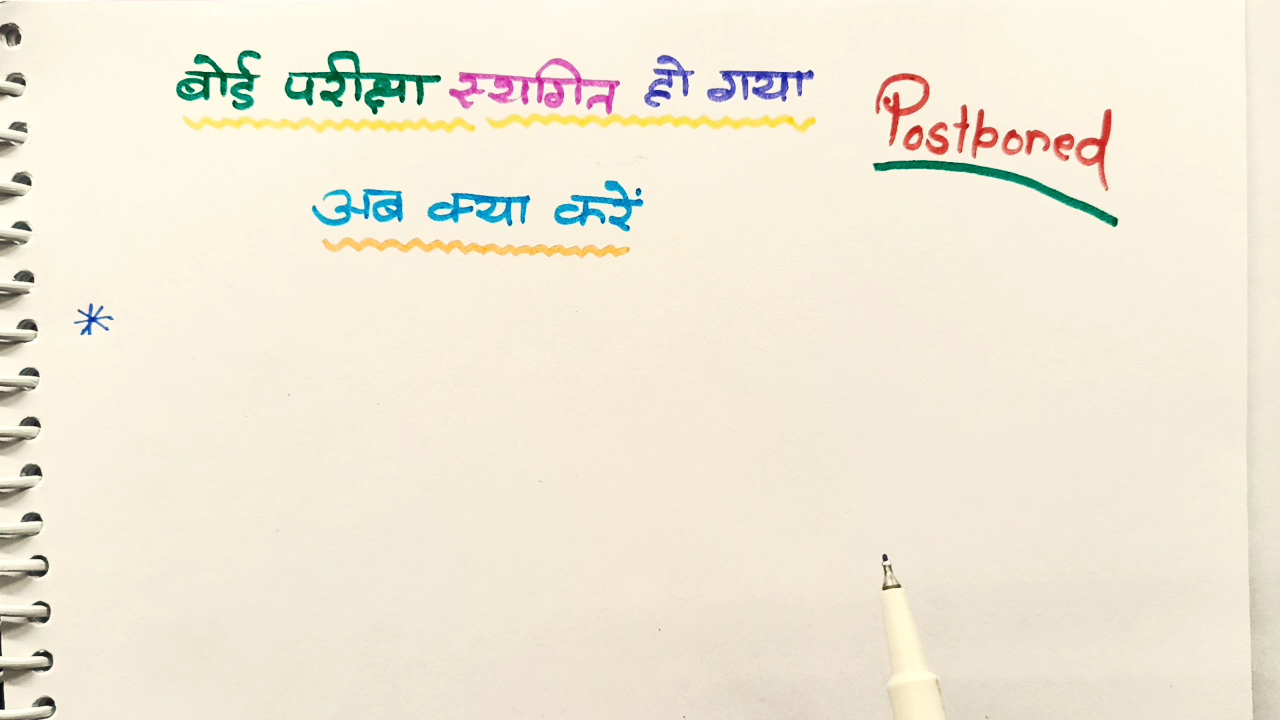 बोर्ड परीक्षा स्थगित हो गया
Postponed
अब क्या करें
*